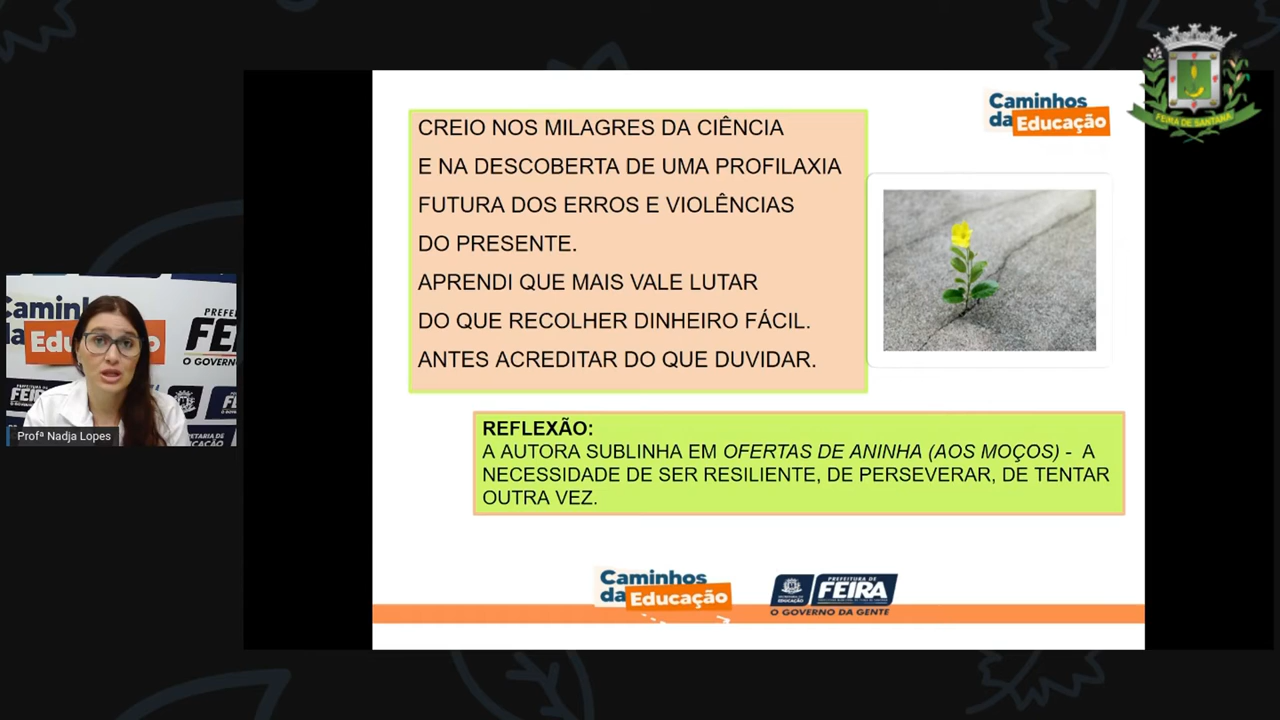 FEIRA DE SANTANA
Caminhos
da Educação
CREIO NOS MILAGRES DA CIÊNCIA
E NA DESCOBERTA DE UMA PROFILAXIA
FUTURA DOS ERROS E VIOLÊNCIAS
DO PRESENTE.
APRENDI QUE MAIS VALE LUTAR
DO QUE RECOLHER DINHEIRO FÁCIL.
ANTES ACREDITAR DO QUE DUVIDAR.
REFLEXÃO:
A AUTORA SUBLINHA EM OFERTAS DE ANINHA (AOS MOÇOS) - A
NECESSIDADE DE SER RESILIENTE, DE PERSEVERAR, DE TENTAR
OUTRA VEZ.
Profª Nadja Lopes
Caminhos
da Educação
PREFEITURA DE
FEIRA
O GOVERNO DA GENTE